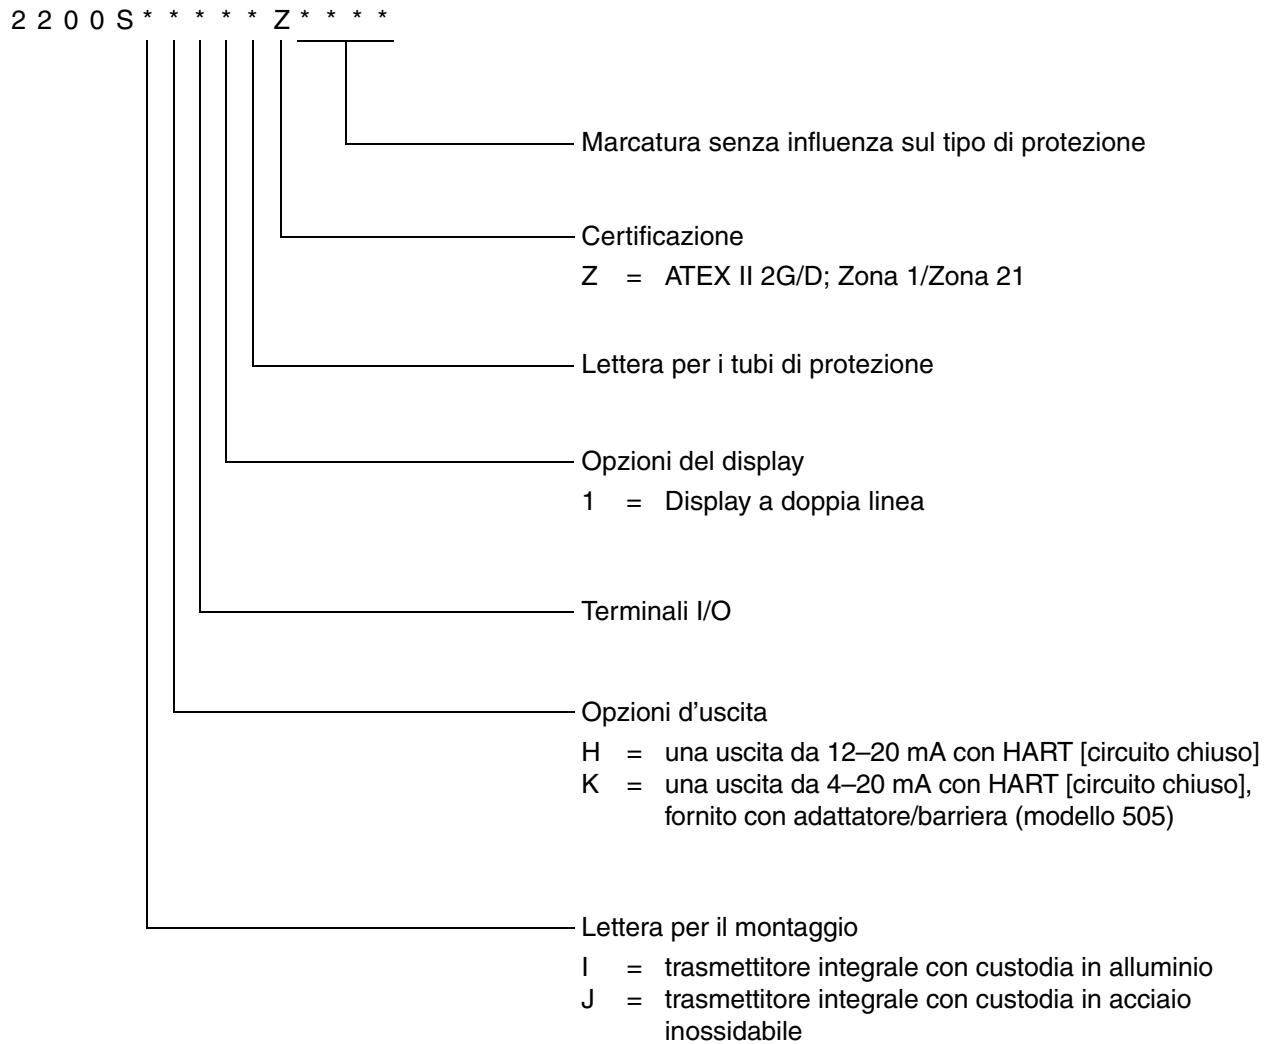 2 2 0 0 S * * * * * Z * * * *
Marcatura senza influenza sul tipo di protezione
Certificazione
Z = ATEX II 2G/D; Zona 1/Zona 21
Lettera per i tubi di protezione
Opzioni del display
1 = Display a doppia linea
Terminali I/O
Opzioni d’uscita
H = una uscita da 12–20 mA con HART [circuito chiuso]
K = una uscita da 4–20 mA con HART [circuito chiuso],
fornito con adattatore/barriera (modello 505)
Lettera per il montaggio
I = trasmettitore integrale con custodia in alluminio
J = trasmettitore integrale con custodia in acciaio
inossidabile